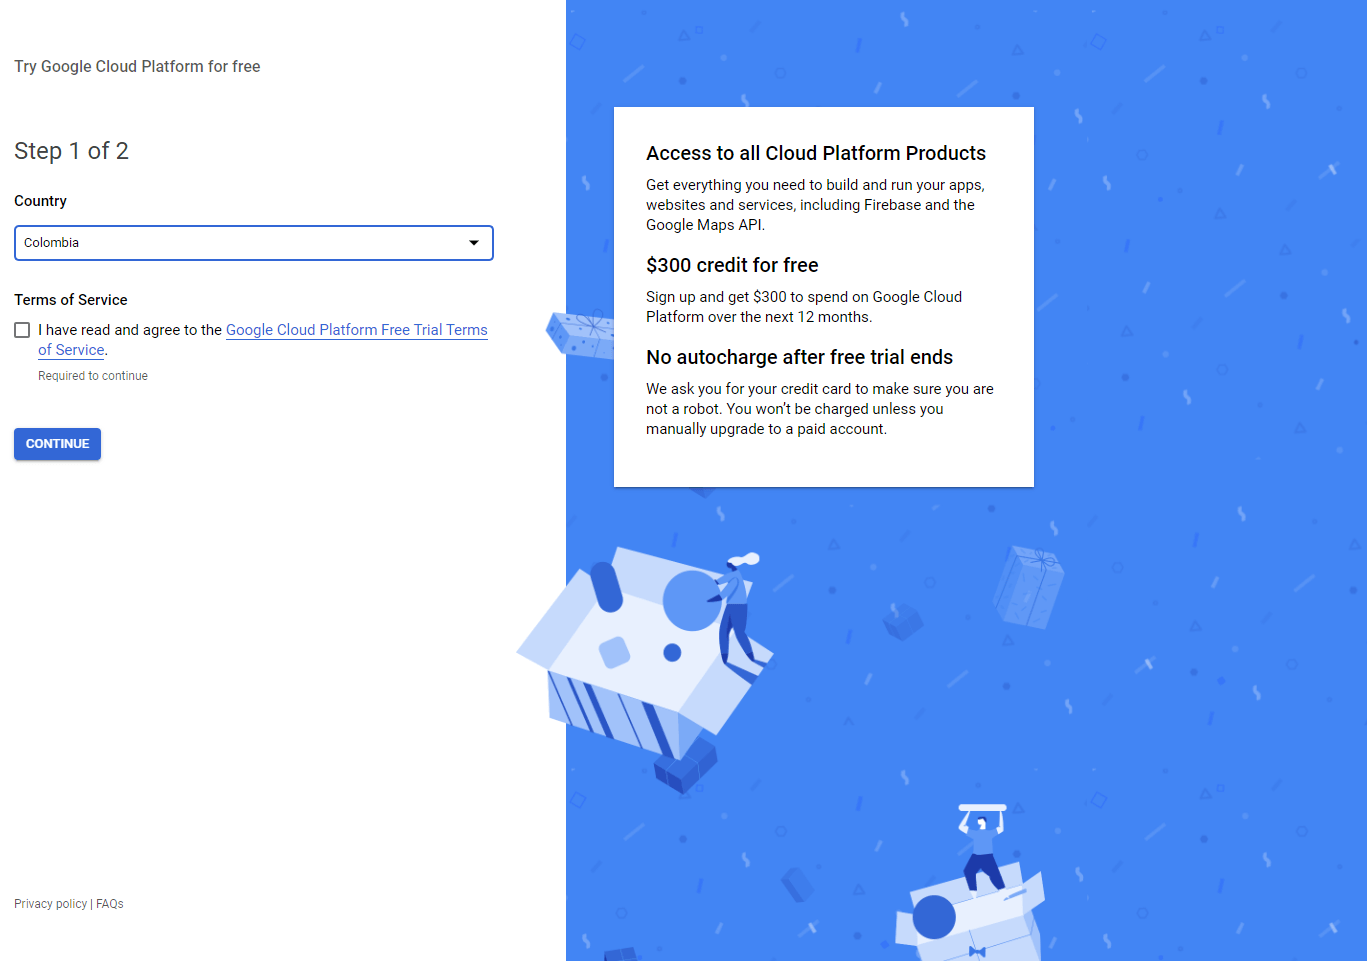 Try Google Cloud Platform for free
Step 1 of 2
Country
Colombia
Terms of Service
I have read and agree to the Google Cloud Platform Free Trial Terms
of Service.
Required to continue
CONTINUE
Privacy policy | FAQs
Access to all Cloud Platform Products
Get everything you need to build and run your apps,
websites and services, including Firebase and the
Google Maps API.
$300 credit for free
Sign up and get $300 to spend on Google Cloud
Platform over the next 12 months.
No autocharge after free trial ends
We ask you for your credit card to make sure you are
not a robot. You won’t be charged unless you
manually upgrade to a paid account.